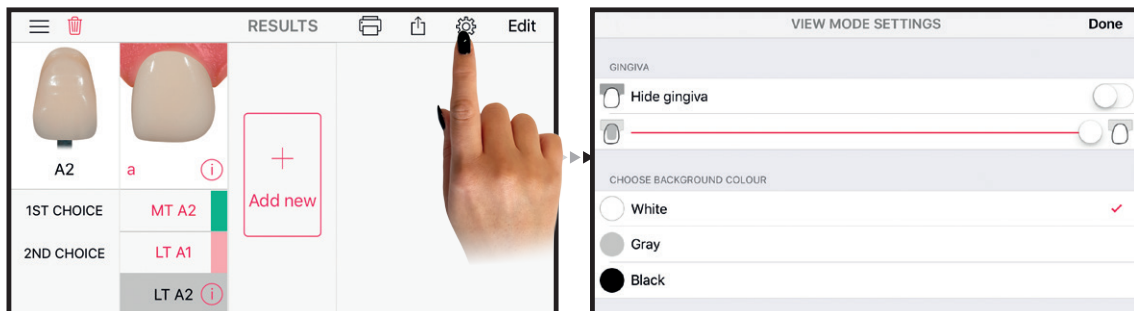 RESULTS Edit
A2 a i
Add new
1ST CHOICE MT A2
2ND CHOICE LT A1
LT A2 i
VIEW MODE SETTINGS Done
GINGIVA
Hide gingiva
CHOOSE BACKGROUND COLOUR
White
Gray
Black